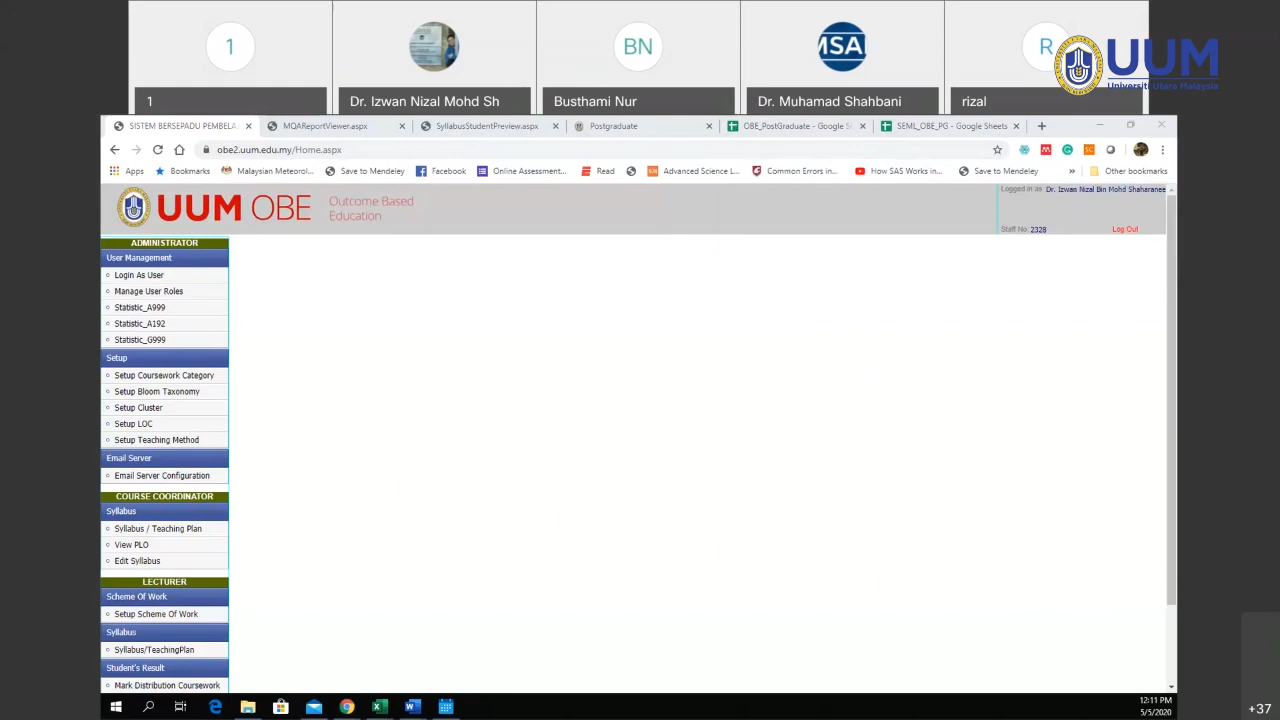 1
BN
MSA
R
UUM
Universiti Utara Malaysia
1
Dr. Izwan Nizal Mohd Sh
Busthami Nur
Dr. Muhamad Shahbani
rizal
SISTEM BERSEPADU PEMBELA
MQAReportViewer.aspx
SyllabusStudentPreview.aspx
Postgraduate
OBE_PostGraduate - Google S
SEML_OBE_PG - Google Sheets
obe2.uum.edu.my/Home.aspx
Apps
Bookmarks
Malaysian Meteorol...
Save to Mendeley
Facebook
Online Assessment...
Read
Advanced Science L...
Common Errors in...
How SAS Works in...
Save to Mendeley
»
Other bookmarks
UUM OBE
Outcome Based
Education
Logged in as Dr. Izwan Nizal Bin Mohd Shaharanee
Staff No. 2328
Log Out
ADMINISTRATOR
User Management
Login As User
Manage User Roles
Statistic_A999
Statistic_A192
Statistic_G999
Setup
Setup Coursework Category
Setup Bloom Taxonomy
Setup Cluster
Setup LOC
Setup Teaching Method
Email Server
Email Server Configuration
COURSE COORDINATOR
Syllabus
Syllabus / Teaching Plan
View PLO
Edit Syllabus
LECTURER
Scheme Of Work
Setup Scheme Of Work
Syllabus
Syllabus/TeachingPlan
Student's Result
Mark Distribution Coursework
12:11 PM
5/5/2020
+37